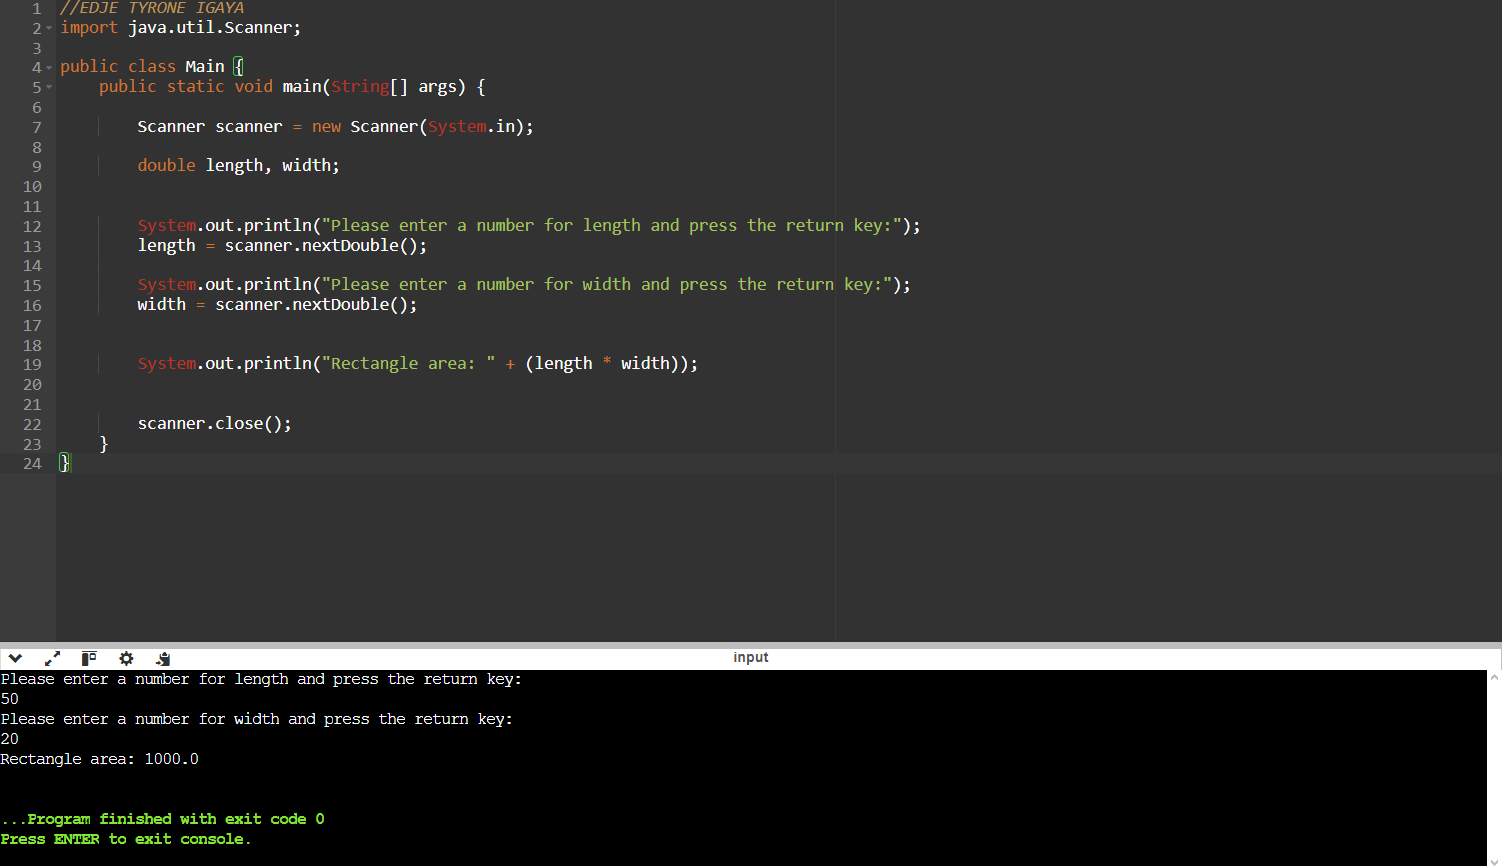 1 //EDJE TYRONE IGAYA
2 import java.util.Scanner;
3
4 public class Main {
5     public static void main(String[] args) {
6
7         Scanner scanner = new Scanner(System.in);
8
9         double length, width;
10
11
12         System.out.println("Please enter a number for length and press the return key:");
13         length = scanner.nextDouble();
14
15         System.out.println("Please enter a number for width and press the return key:");
16         width = scanner.nextDouble();
17
18
19         System.out.println("Rectangle area: " + (length * width));
20
21
22         scanner.close();
23     }
24 }
input
Please enter a number for length and press the return key:
50
Please enter a number for width and press the return key:
20
Rectangle area: 1000.0
...Program finished with exit code 0
Press ENTER to exit console.